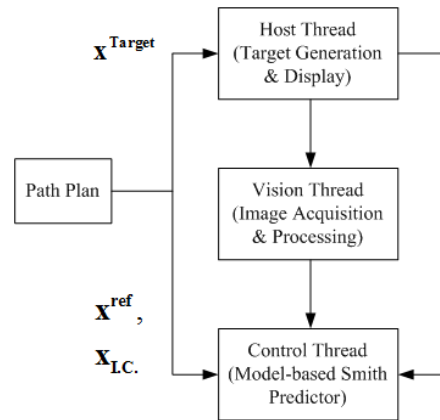 x^Target
Host Thread
(Target Generation
& Display)
Path Plan
Vision Thread
(Image Acquisition
& Processing)
x^ref,
x_I.C.
Control Thread
(Model-based Smith
Predictor)